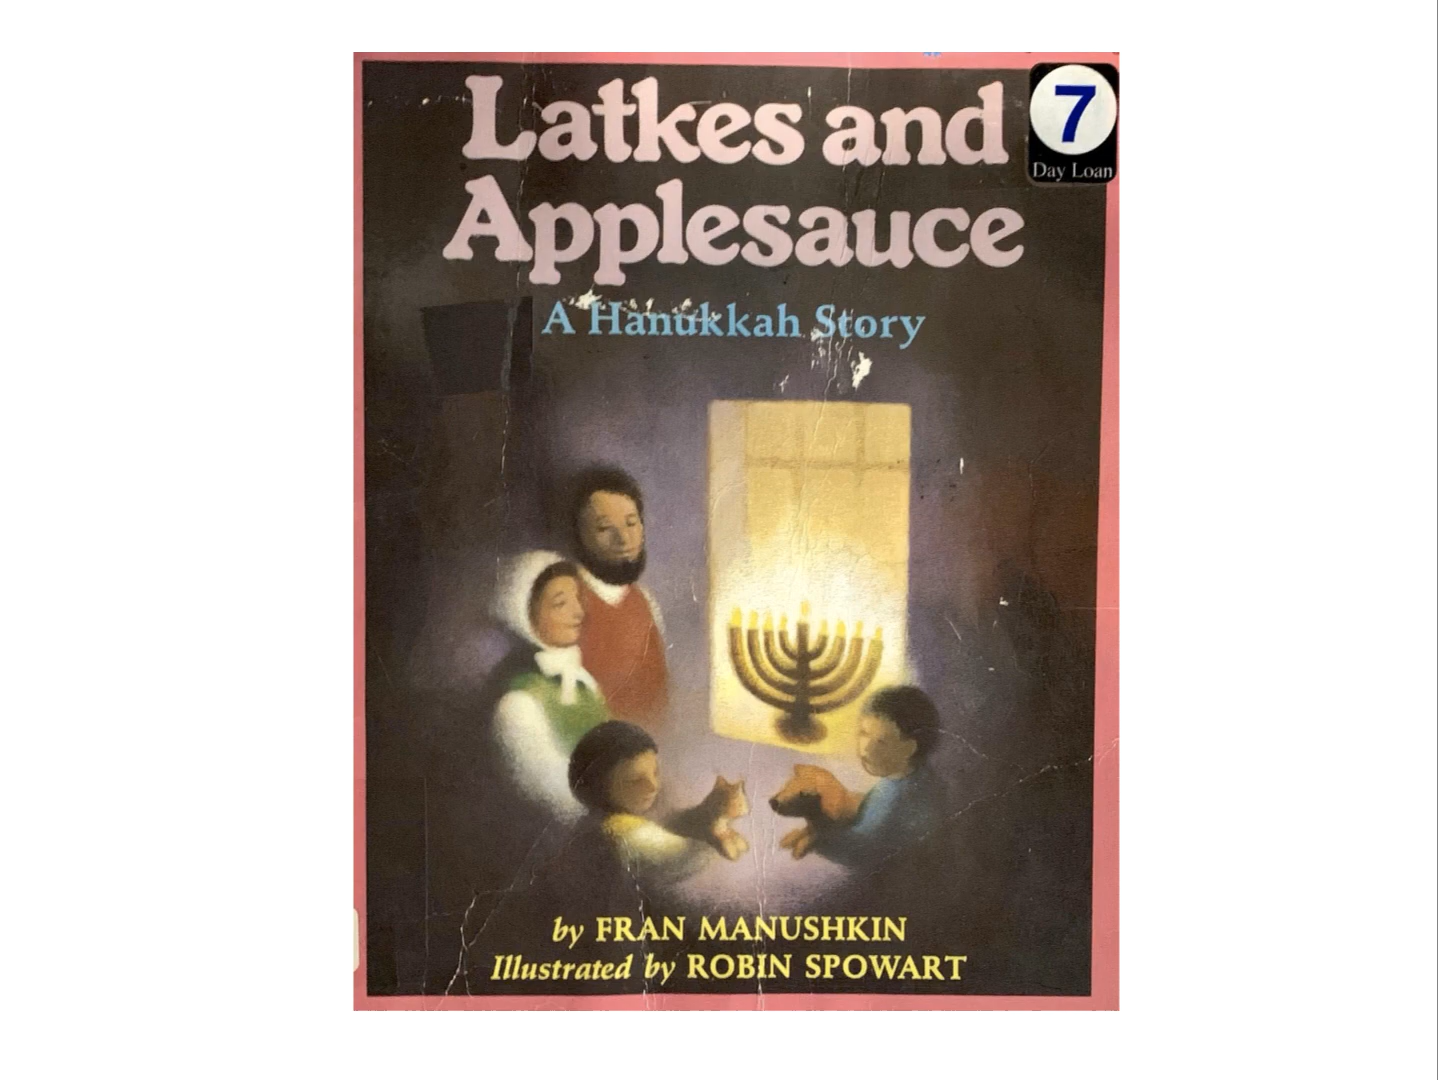 Latkes and
Applesauce
A Hanukkah Story
7
Day Loan
by FRAN MANUSHKIN
Illustrated by ROBIN SPOWART